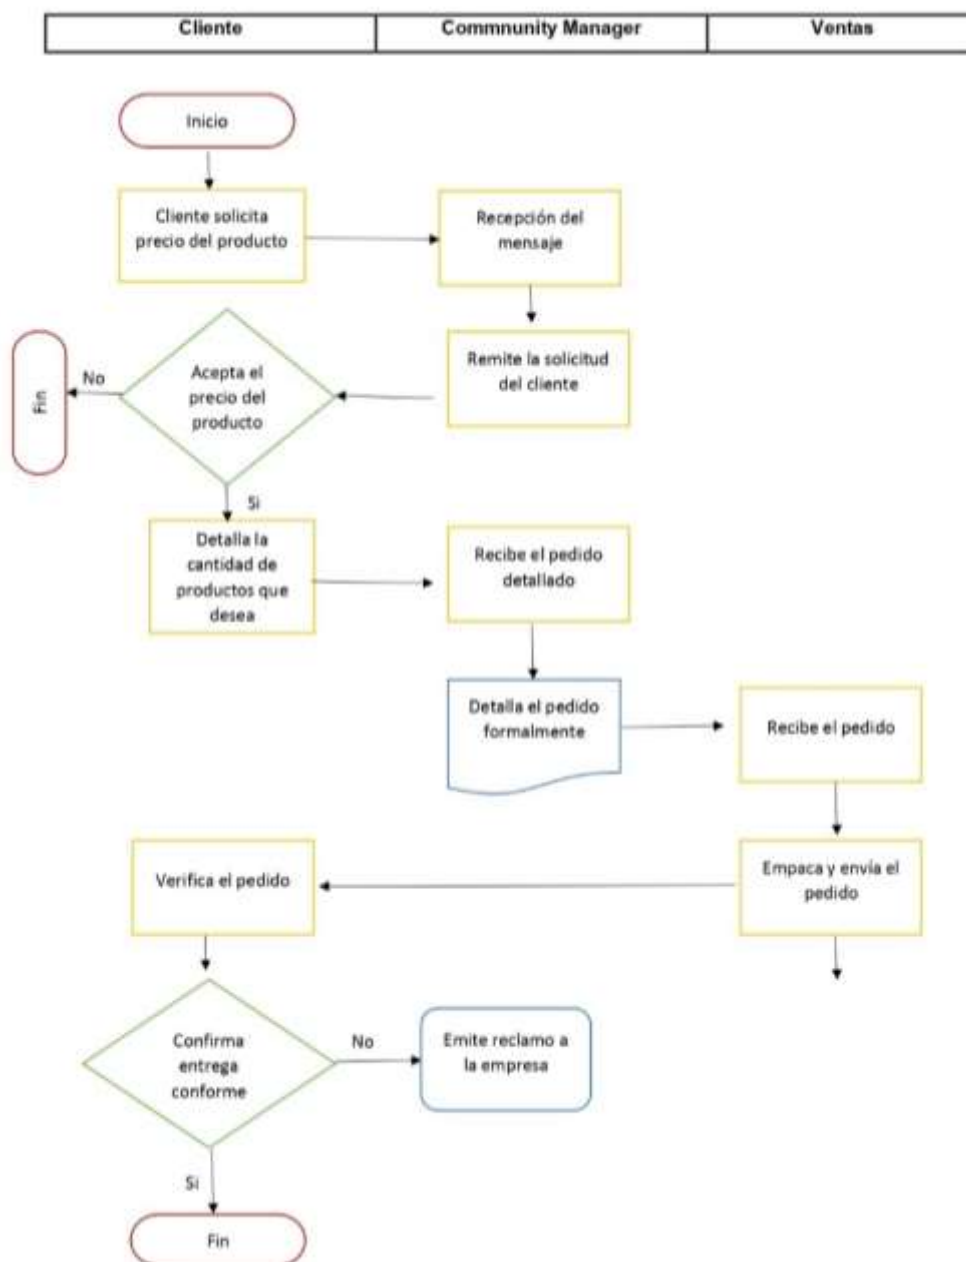 Cliente
Commnunity Manager
Ventas
Inicio
Cliente solicita
precio del producto
Recepción del
mensaje
Remite la solicitud
del cliente
Acepta el
precio del
producto
No
Fin
Si
Detalla la
cantidad de
productos que
desea
Recibe el pedido
detallado
Detalla el pedido
formalmente
Recibe el pedido
Empaca y envía el
pedido
Verifica el pedido
Confirma
entrega
conforme
No
Emite reclamo a
la empresa
Si
Fin